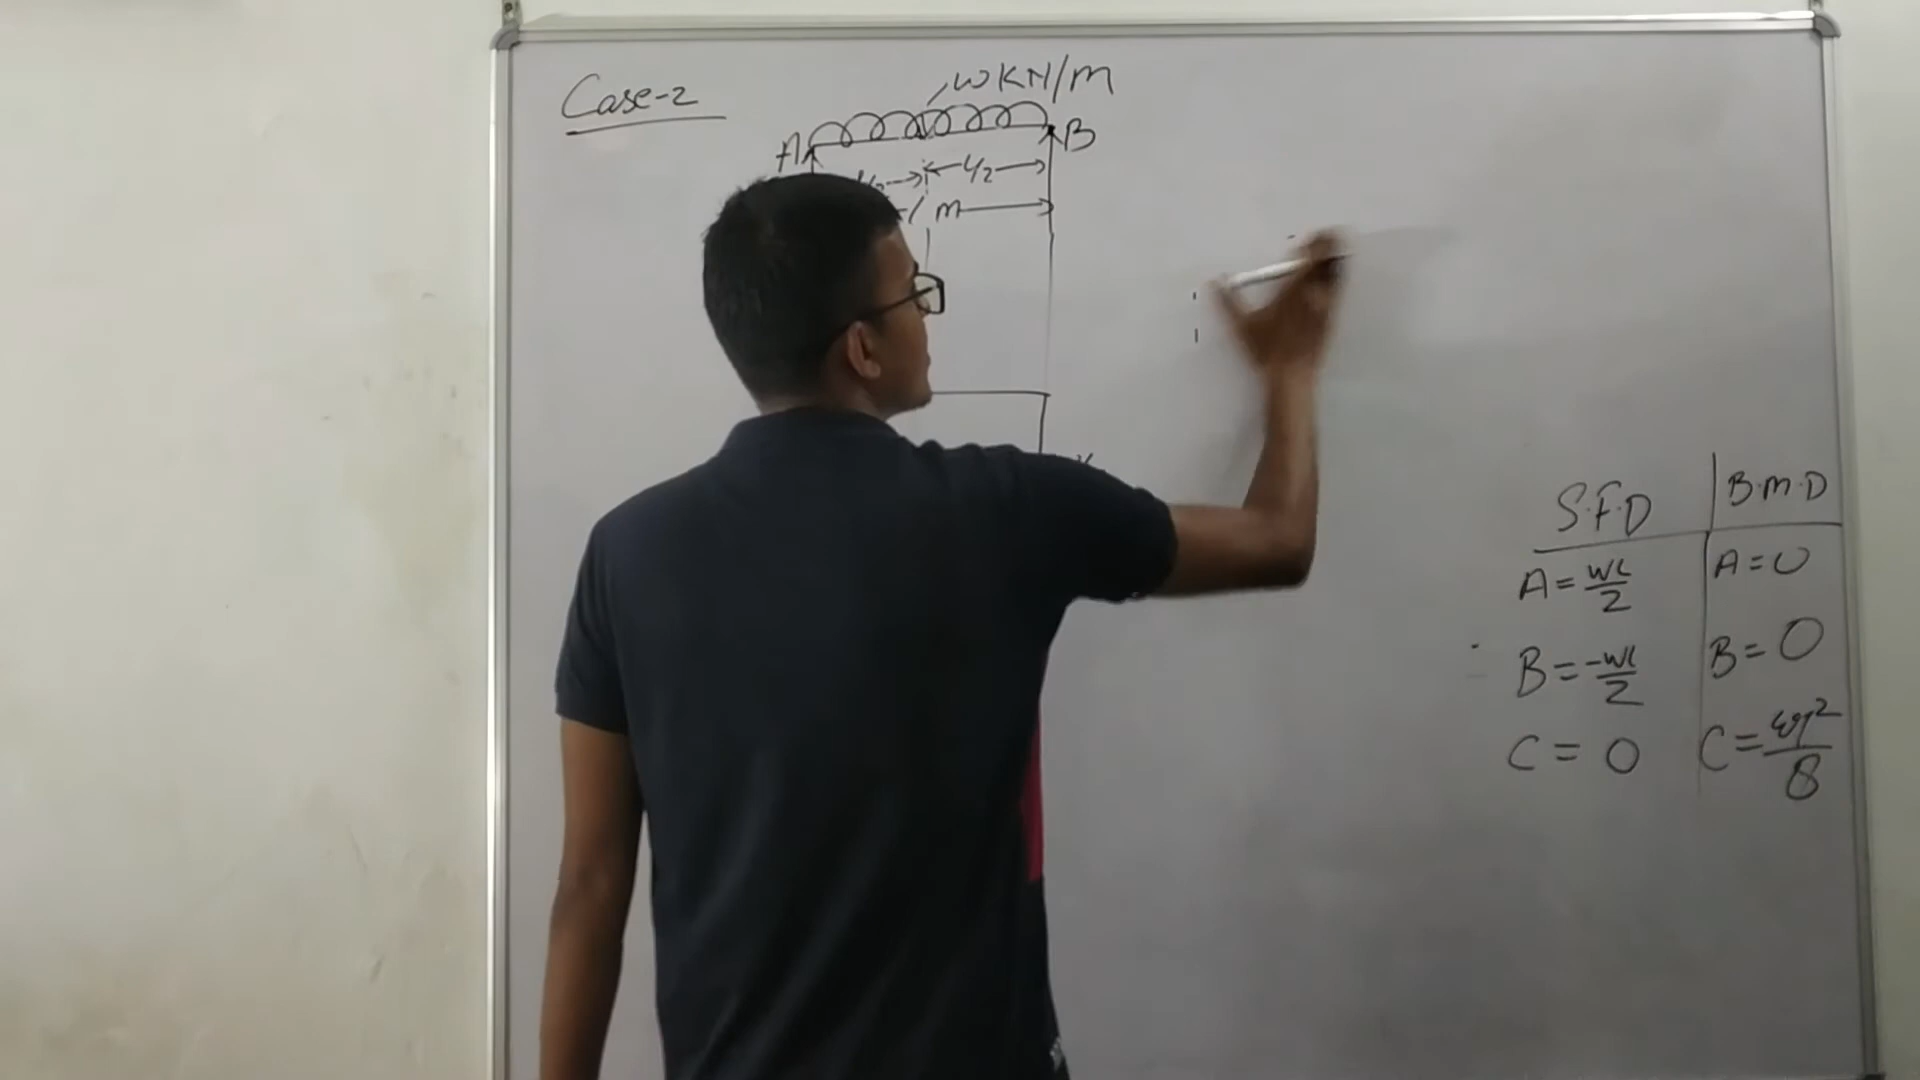 Case-2
w KN/m
A
B
L/2
m
S.F.D
B.M.D
A = WL/2
A = 0
B = -WL/2
B = 0
C = 0
C = wl²/8